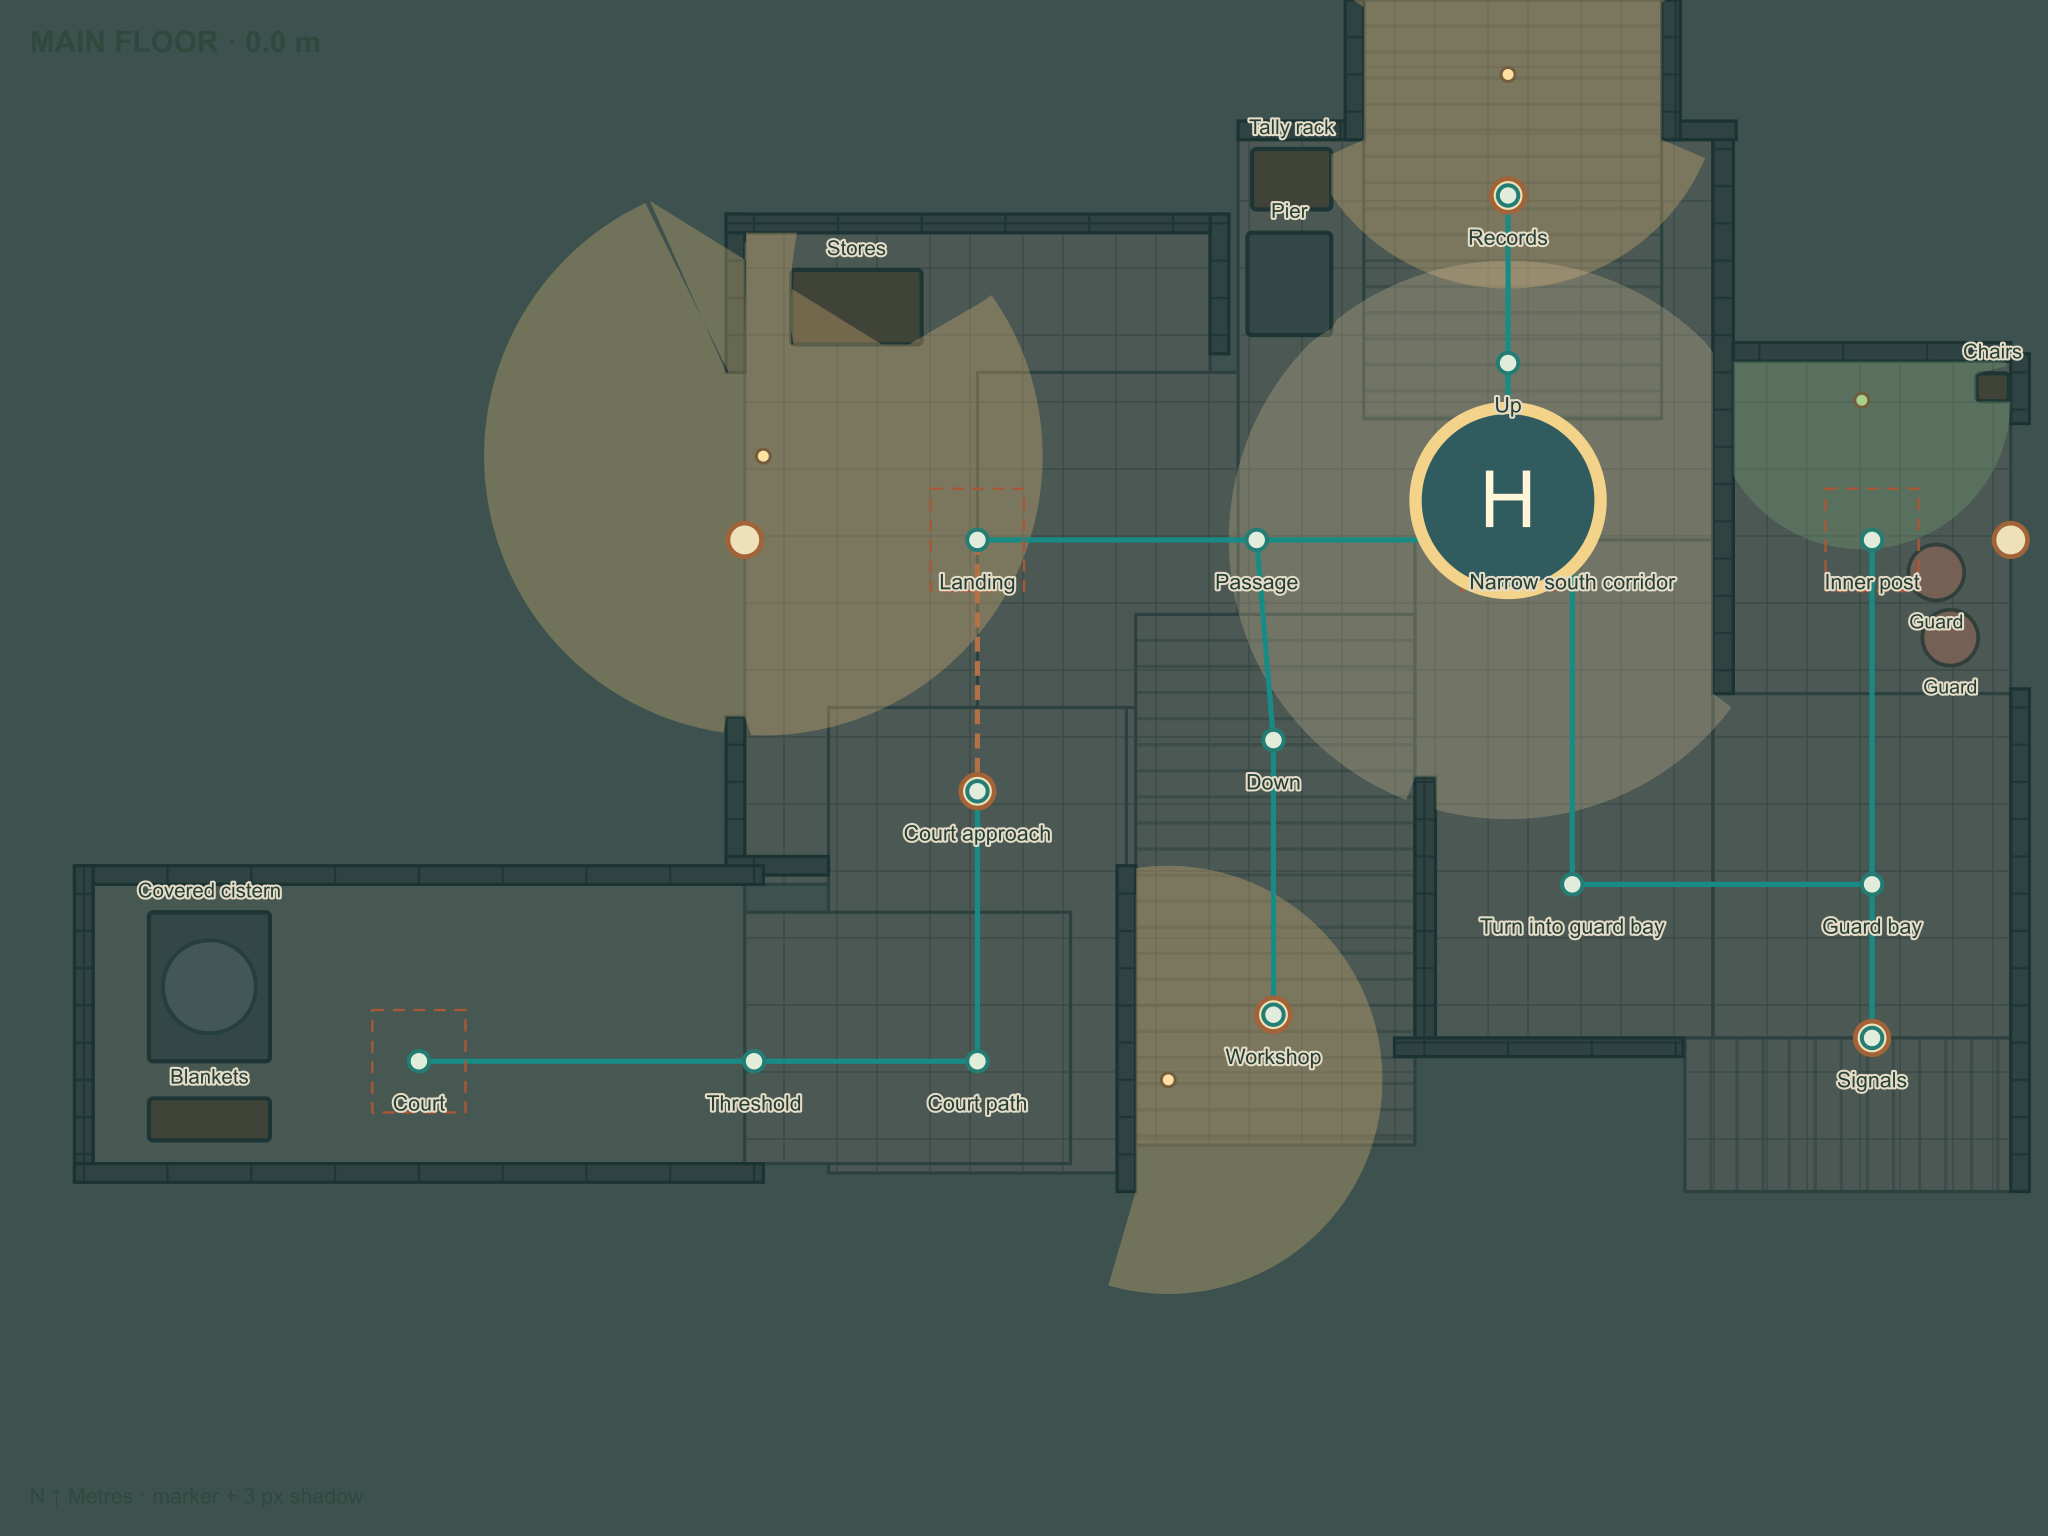 MAIN FLOOR · 0.0 m
Tally rack
Pier
Records
Stores
Chairs
Up
H
Landing
Passage
Narrow south corridor
Inner post
Guard
Guard
Down
Court approach
Covered cistern
Turn into guard bay
Guard bay
Workshop
Blankets
Signals
Court
Threshold
Court path
N ↑ Metres · marker + 3 px shadow